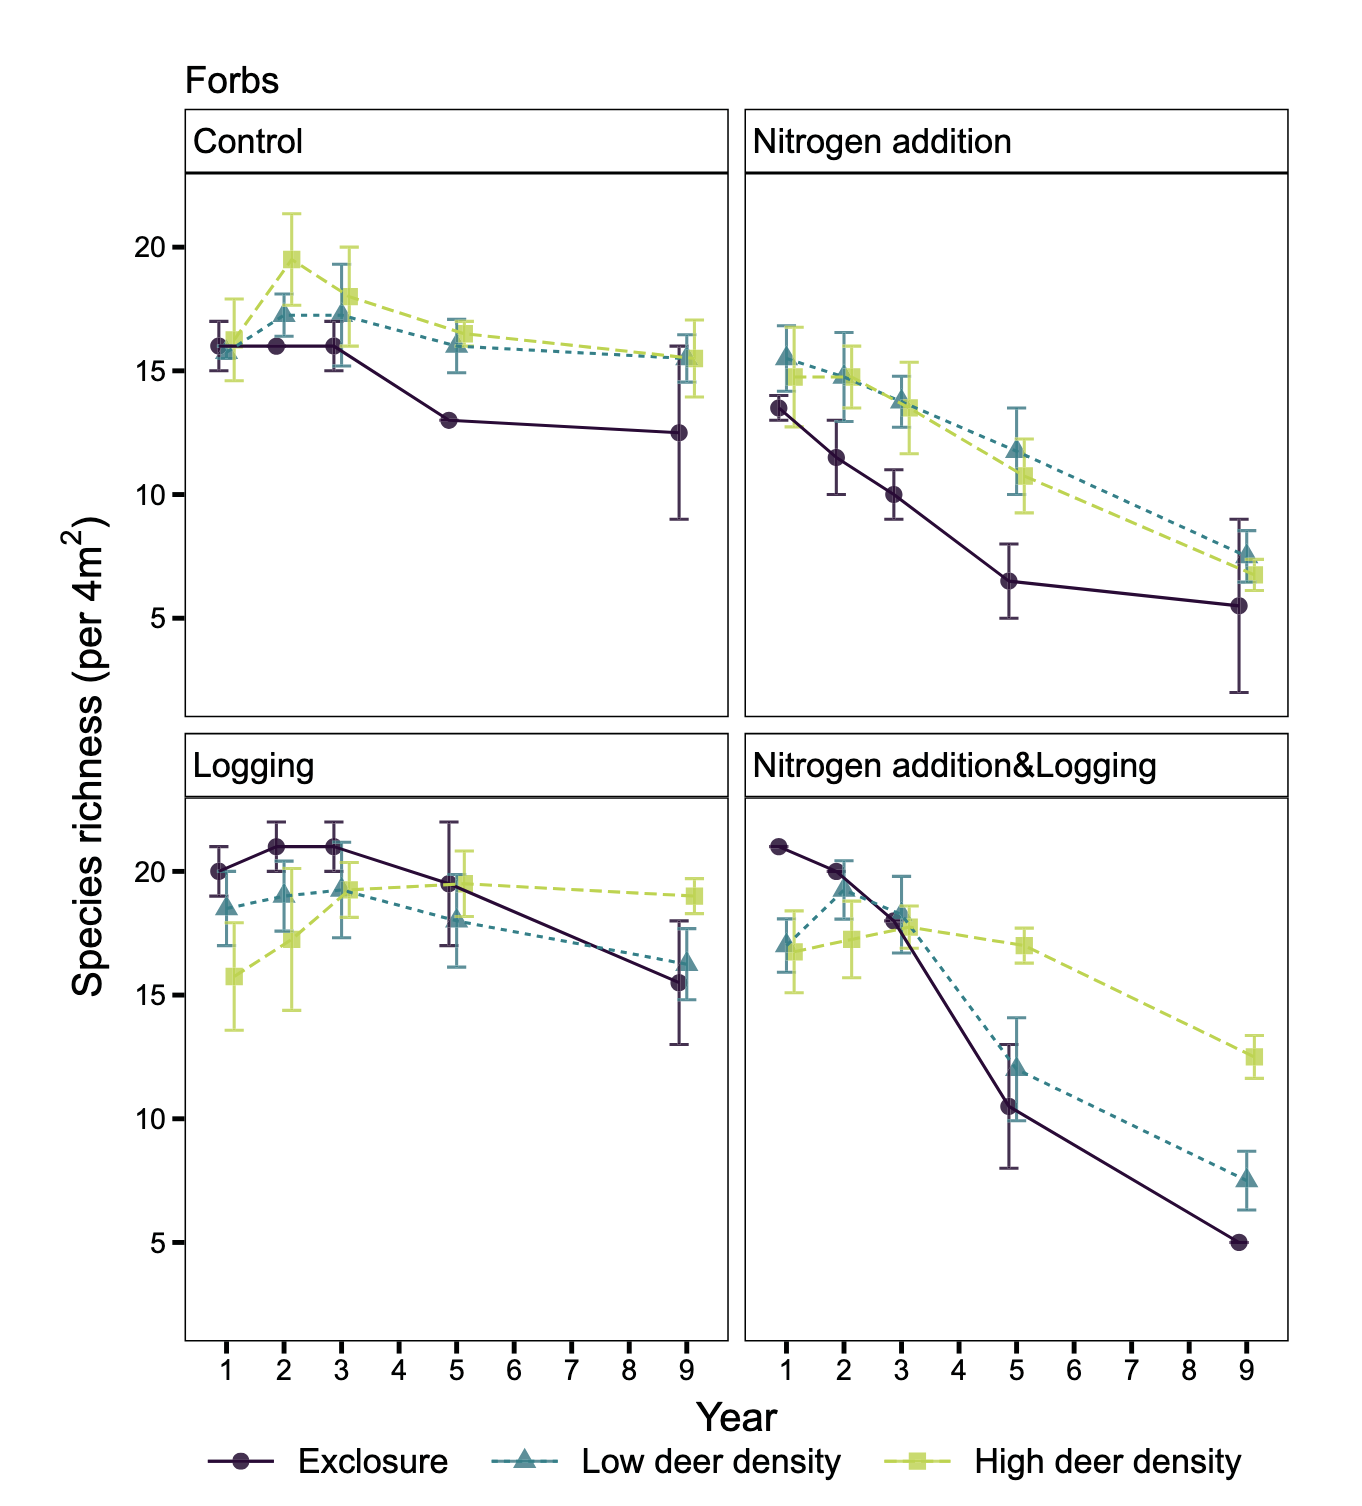 Forbs
Control
Nitrogen addition
20
15
10
5
Species richness (per 4m²)
Logging
Nitrogen addition&Logging
20
15
10
5
1 2 3 4 5 6 7 8 9
1 2 3 4 5 6 7 8 9
Year
Exclosure
Low deer density
High deer density